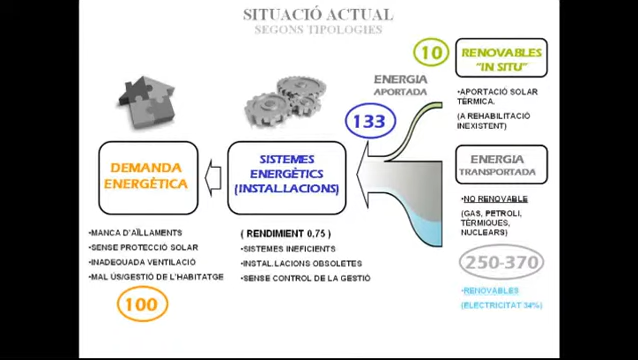 SITUACIÓ ACTUAL
SEGONS TIPOLOGIES
10
RENOVABLES
"IN SITU"
ENERGIA
APORTADA
133
•APORTACIÓ SOLAR
TÈRMICA.
(A REHABILITACIÓ
INEXISTENT)
DEMANDA
ENERGÈTICA
SISTEMES
ENERGÈTICS
(INSTAL.LACIONS)
ENERGIA
TRANSPORTADA
•NO RENOVABLE
(GAS, PETROLI,
TÈRMIQUES,
NUCLEARS)
250-370
•RENOVABLES
(ELECTRICITAT 34%)
•MANCA D'AÏLLAMENTS
•SENSE PROTECCIÓ SOLAR
•INADEQUADA VENTILACIÓ
•MAL ÚS/GESTIÓ DE L'HABITATGE
100
( RENDIMENT 0,75 )
•SISTEMES INEFICIENTS
•INSTAL.LACIONS OBSOLETES
•SENSE CONTROL DE LA GESTIÓ